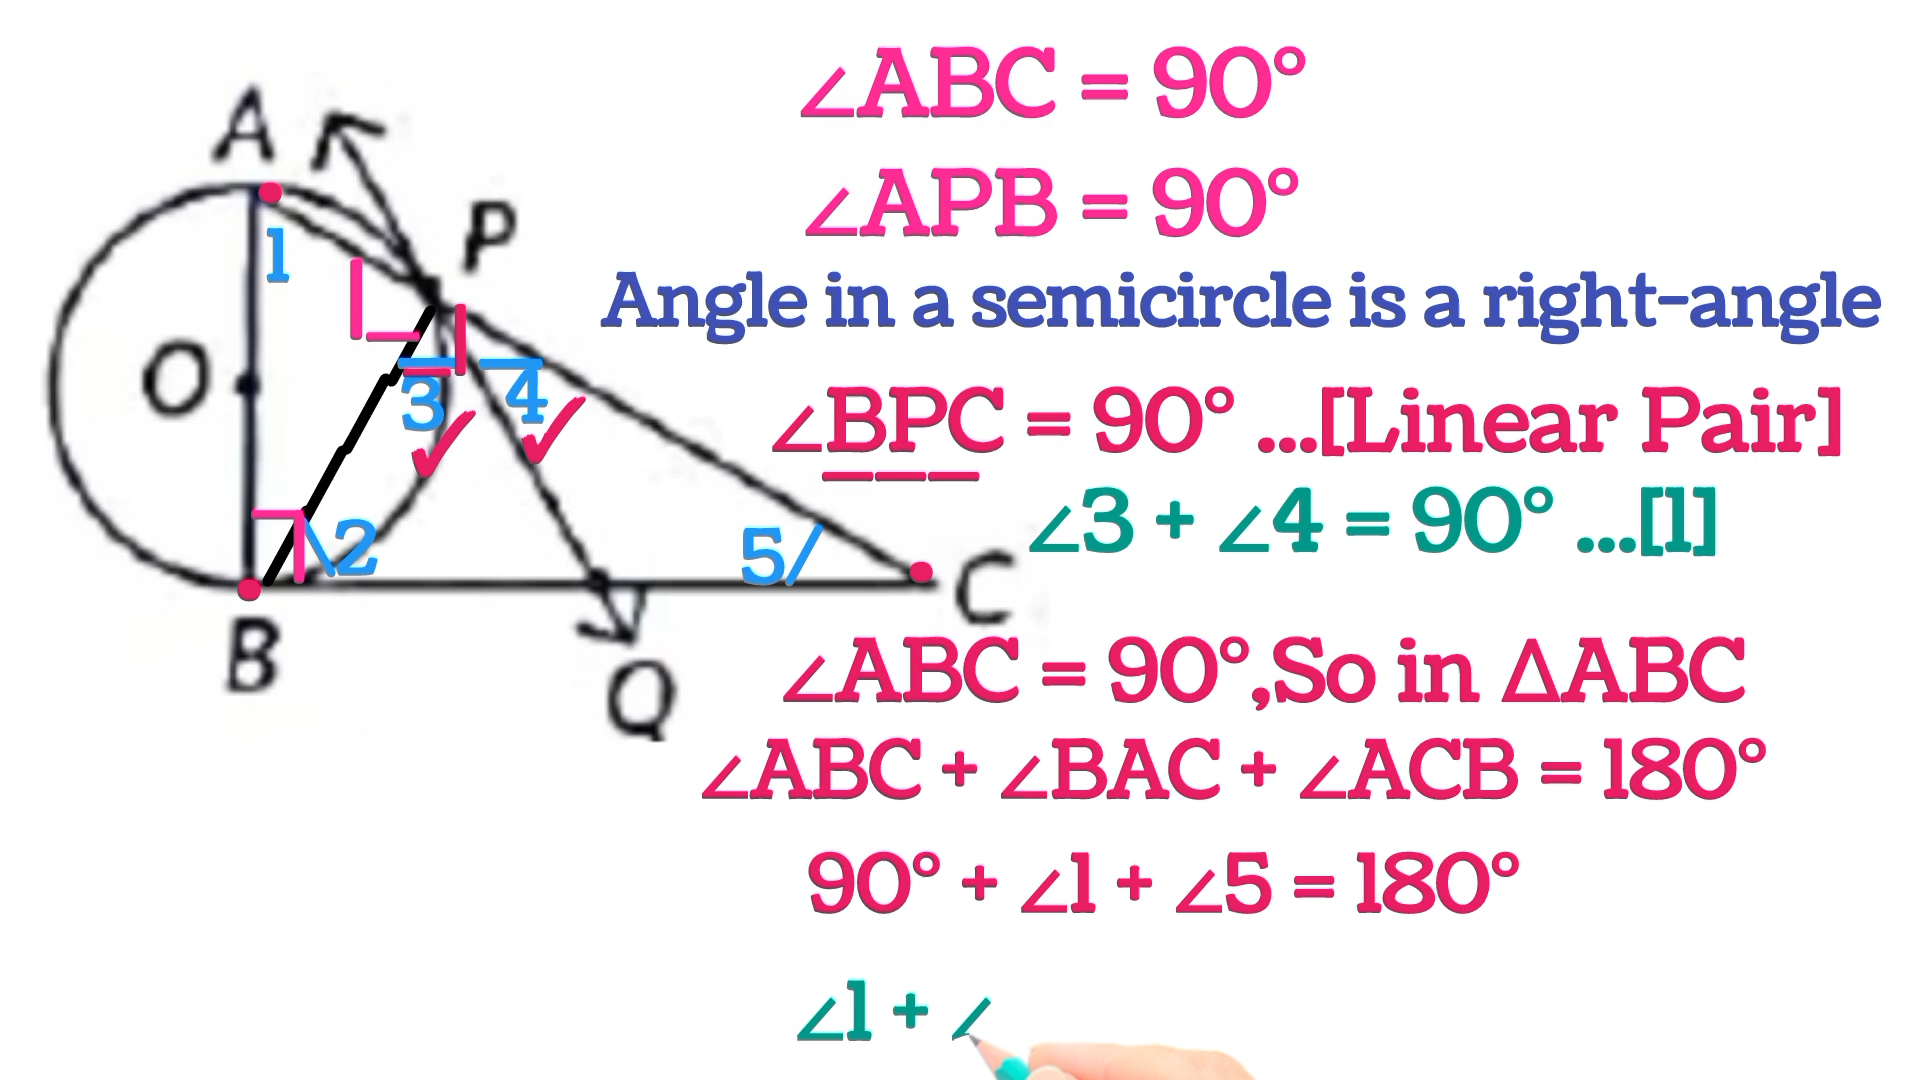 ∠ABC = 90°
∠APB = 90°
Angle in a semicircle is a right-angle
∠BPC = 90° ...[Linear Pair]
∠3 + ∠4 = 90° ...[1]
∠ABC = 90°,So in ΔABC
∠ABC + ∠BAC + ∠ACB = 180°
90° + ∠1 + ∠5 = 180°
∠1 + ∠
A
P
1
O
3
4
2
5
C
B
Q